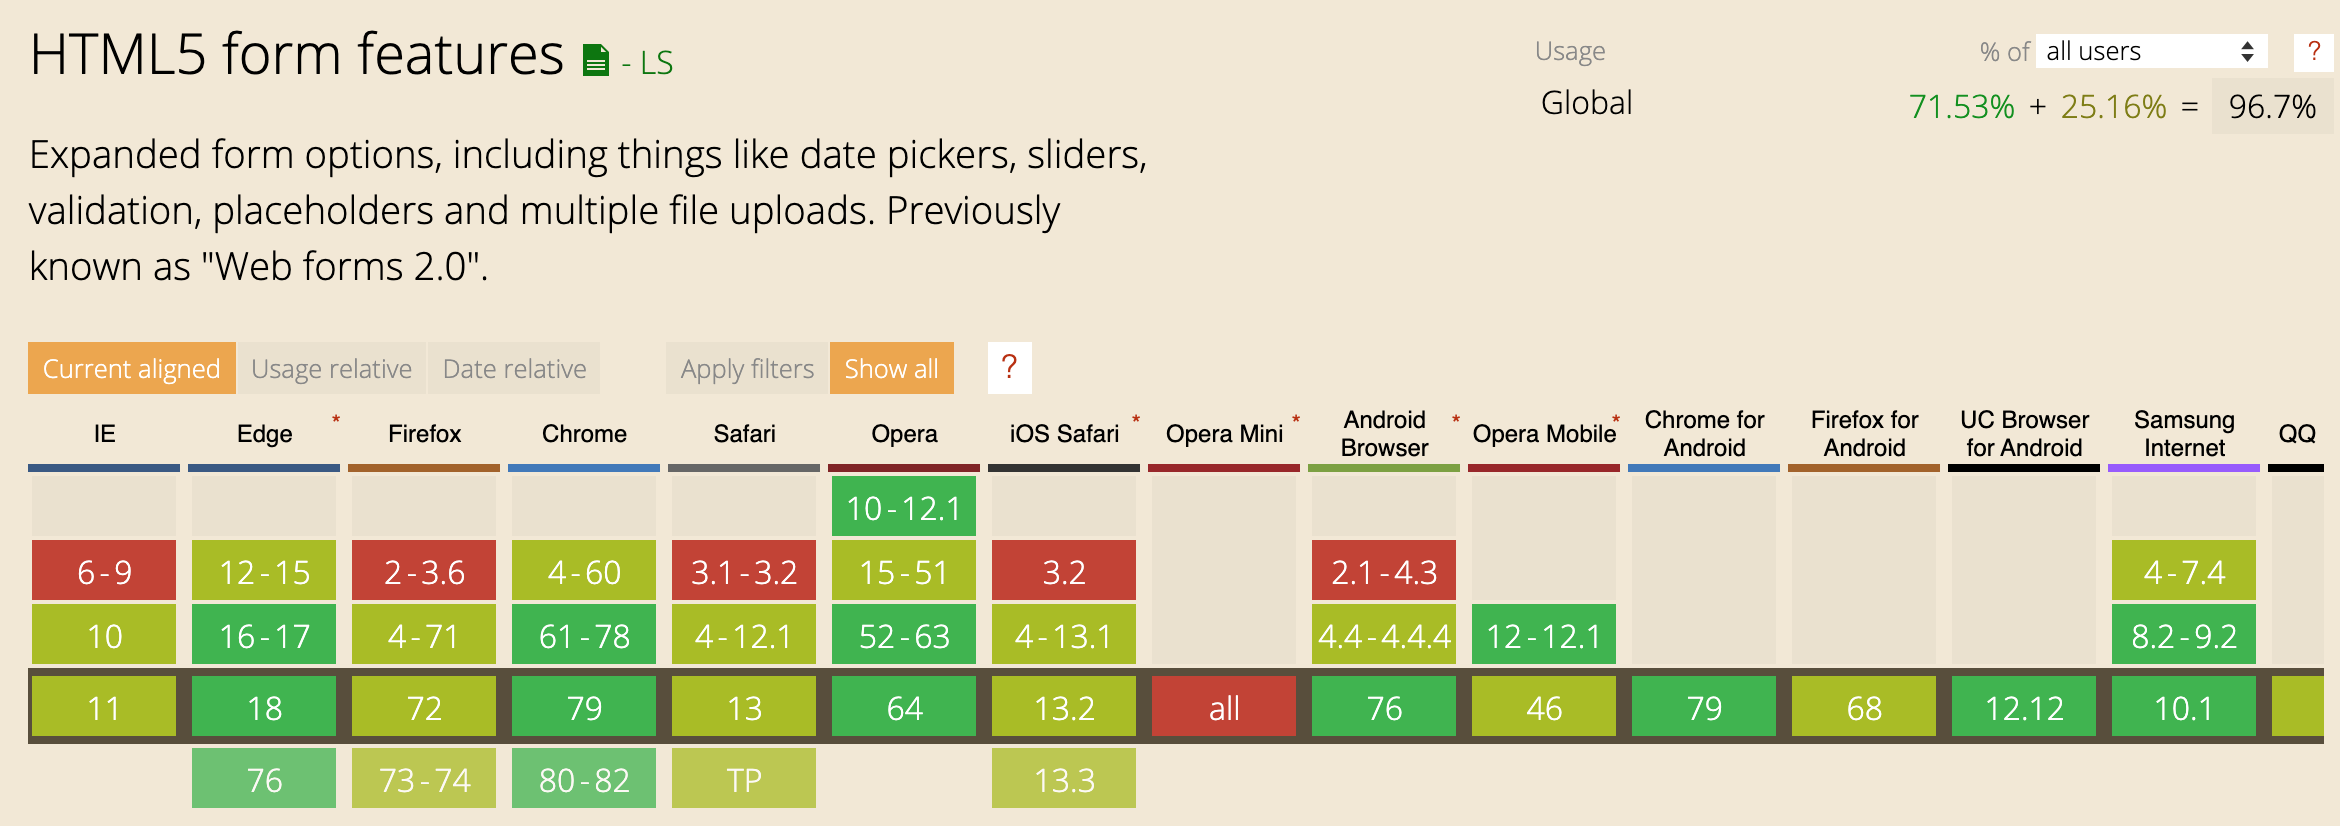 HTML5 form features - LS
Usage % of all users ?
Global 71.53% + 25.16% = 96.7%
Expanded form options, including things like date pickers, sliders,
validation, placeholders and multiple file uploads. Previously
known as "Web forms 2.0".
Current aligned Usage relative Date relative Apply filters Show all ?
IE Edge * Firefox Chrome Safari Opera iOS Safari * Opera Mini * Android Browser * Opera Mobile * Chrome for Android Firefox for Android UC Browser for Android Samsung Internet QQ
10-12.1
6-9 12-15 2-3.6 4-60 3.1-3.2 15-51 3.2 2.1-4.3 4-7.4
10 16-17 4-71 61-78 4-12.1 52-63 4-13.1 4.4-4.4.4 12-12.1 8.2-9.2
11 18 72 79 13 64 13.2 all 76 46 79 68 12.12 10.1
76 73-74 80-82 TP 13.3